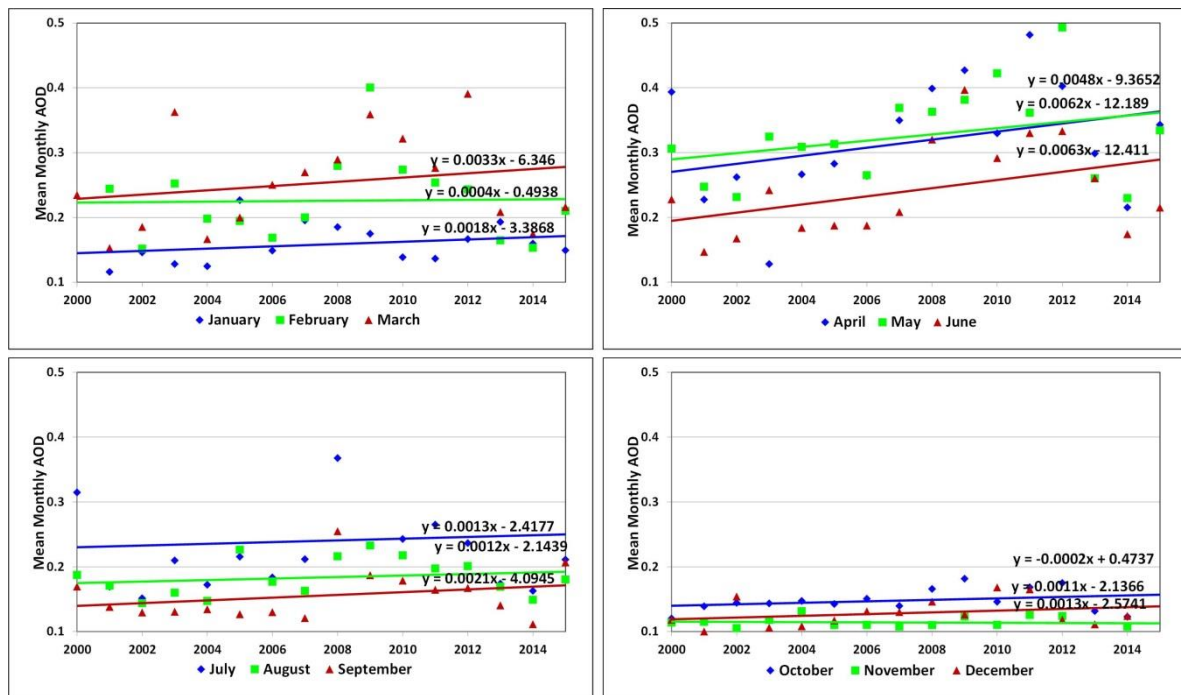 0.5
0.4
0.3
0.2
0.1
Mean Monthly AOD
y = 0.0033x - 6.346
y = 0.0004x - 0.4938
y = 0.0018x - 3.3868
2000 2002 2004 2006 2008 2010 2012 2014
January February March
0.5
0.4
0.3
0.2
0.1
Mean Monthly AOD
y = 0.0048x - 9.3652
y = 0.0062x - 12.189
y = 0.0063x - 12.411
2000 2002 2004 2006 2008 2010 2012 2014
April May June
0.5
0.4
0.3
0.2
0.1
Mean Monthly AOD
y = 0.0013x - 2.4177
y = 0.0012x - 2.1439
y = 0.0021x - 4.0945
2000 2002 2004 2006 2008 2010 2012 2014
July August September
0.5
0.4
0.3
0.2
0.1
Mean Monthly AOD
y = -0.0002x + 0.4737
y = 0.0011x - 2.1366
y = 0.0013x - 2.5741
2000 2002 2004 2006 2008 2010 2012 2014
October November December